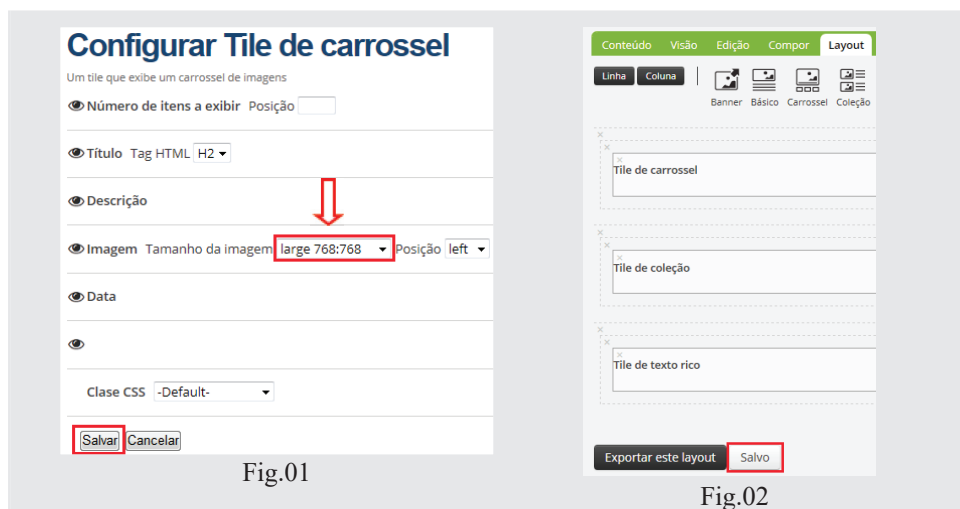 Configurar Tile de carrossel
Um tile que exibe um carrossel de imagens
Número de itens a exibir Posição
Título Tag HTML H2
Descrição
Imagem Tamanho da imagem large 768:768 Posição left
Data
Clase CSS -Default-
Salvar Cancelar
Fig.01
Conteúdo Visão Edição Compor Layout
Linha Coluna
Banner Básico Carrossel Coleção
Tile de carrossel
Tile de coleção
Tile de texto rico
Exportar este layout Salvo
Fig.02